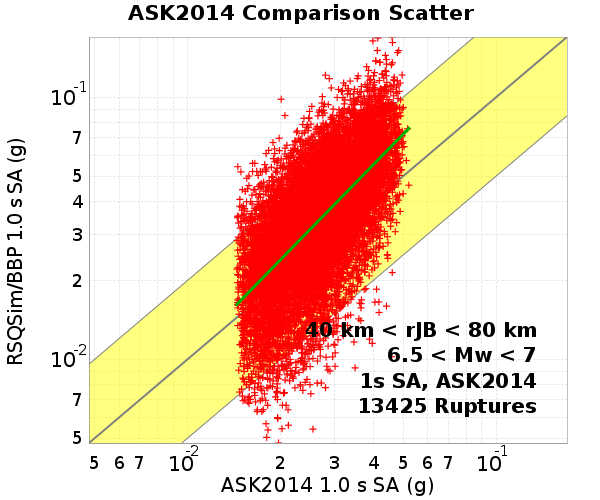 ASK2014 Comparison Scatter
RSQSim/BBP 1.0 s SA (g)
10-1
7
5
4
3
2
10-2
7
5
40 km < rJB < 80 km
6.5 < Mw < 7
1s SA, ASK2014
13425 Ruptures
5 6 7 10-2 2 3 4 5 6 7 10-1
ASK2014 1.0 s SA (g)